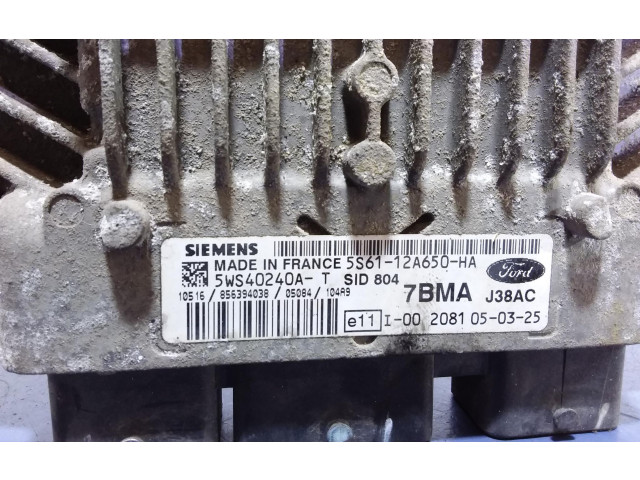 SIEMENS
MADE IN FRANCE 5S61-12A650-HA
5WS40240A- T SID 804
10516 / 856394038 / 05084 / 104A9
7BMA J38AC
Ford
e11 I-00 2081 05-03-25